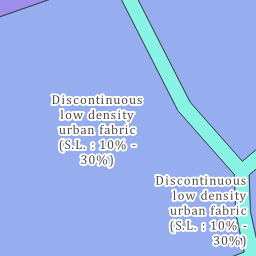 Discontinuous
low density
urban fabric
(S.L. : 10% -
30%)
Discontinuous
low density
urban fabric
(S.L. : 10% -
30%)